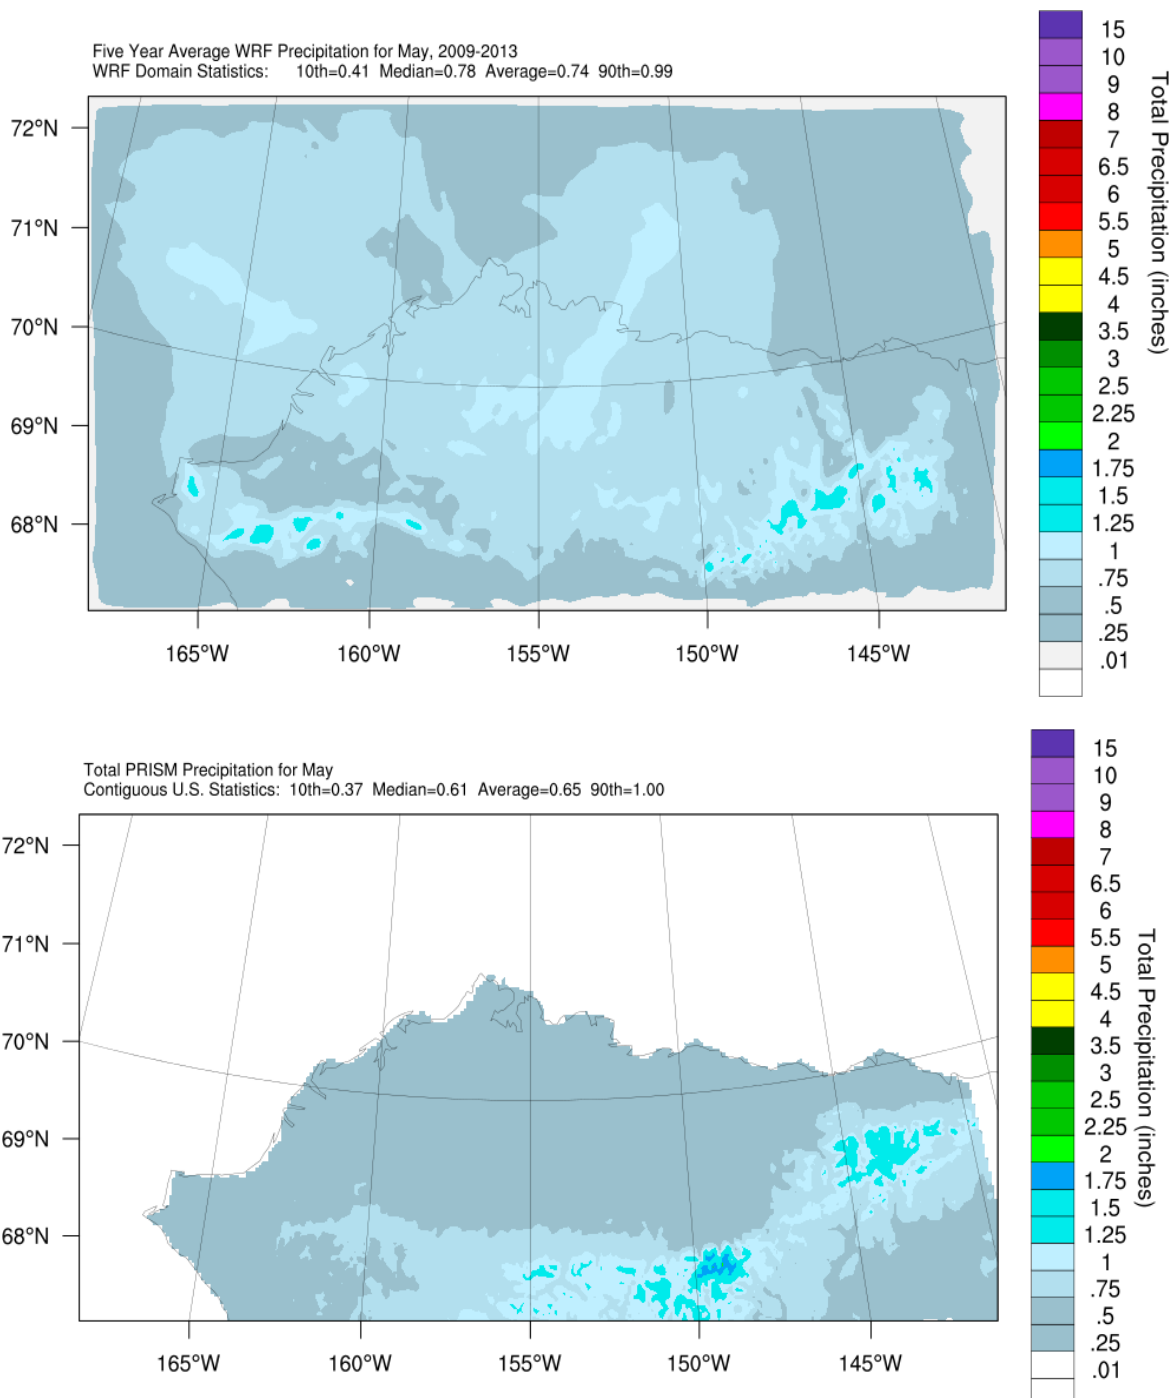 Five Year Average WRF Precipitation for May, 2009-2013
WRF Domain Statistics: 10th=0.41 Median=0.78 Average=0.74 90th=0.99
72°N
71°N
70°N
69°N
68°N
165°W
160°W
155°W
150°W
145°W
15
10
9
8
7
6.5
6
5.5
5
4.5
4
3.5
3
2.5
2.25
2
1.75
1.5
1.25
1
.75
.5
.25
.01
Total Precipitation (inches)
Total PRISM Precipitation for May
Contiguous U.S. Statistics: 10th=0.37 Median=0.61 Average=0.65 90th=1.00
72°N
71°N
70°N
69°N
68°N
165°W
160°W
155°W
150°W
145°W
15
10
9
8
7
6.5
6
5.5
5
4.5
4
3.5
3
2.5
2.25
2
1.75
1.5
1.25
1
.75
.5
.25
.01
Total Precipitation (inches)